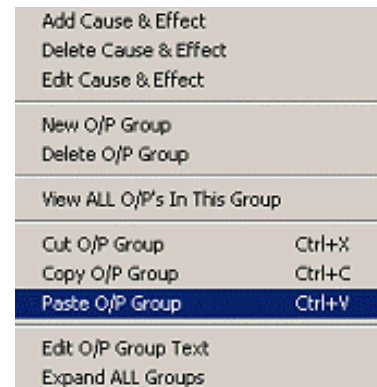 Add Cause & Effect
Delete Cause & Effect
Edit Cause & Effect
New O/P Group
Delete O/P Group
View ALL O/P's In This Group
Cut O/P Group Ctrl+X
Copy O/P Group Ctrl+C
Paste O/P Group Ctrl+V
Edit O/P Group Text
Expand ALL Groups